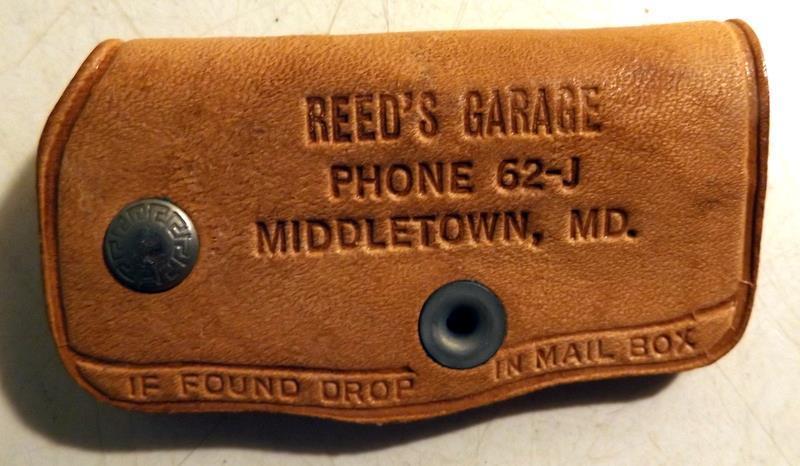 REED'S GARAGE
PHONE 62-J
MIDDLETOWN, MD.
IF FOUND DROP IN MAIL BOX